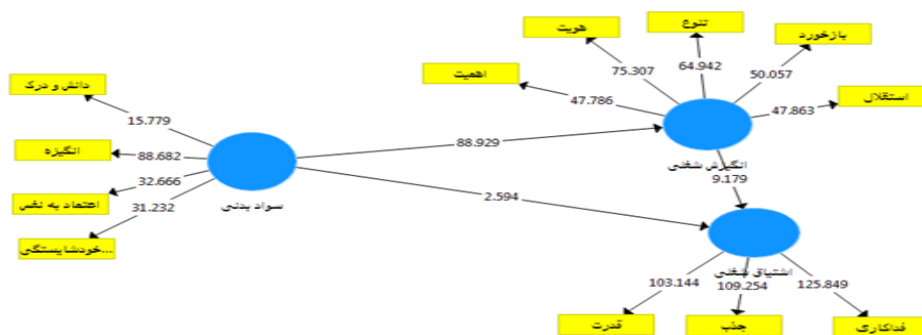 تنوع
هویت
بازخورد
64.942
75.307
50.057
اهمیت
47.786
استقلال
47.863
دانش و درک
15.779
انگیزه
88.682
88.929
انگیزش شغلی
9.179
32.666
اعتماد به نفس
31.232
سواد بدنی
2.594
خودشایستگی...
اشتیاق شغلی
103.144
109.254
125.849
قدرت
جذب
فداکاری